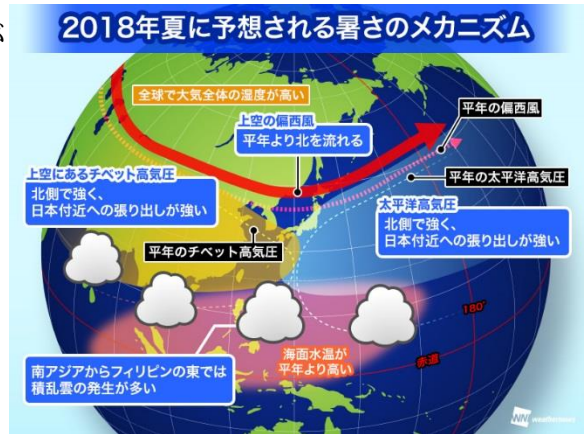 2018年夏に予想される暑さのメカニズム
全球で大気全体の湿度が高い
上空の偏西風
平年より北を流れる
平年の偏西風
上空にあるチベット高気圧
北側で強く、
日本付近への張り出しが強い
平年の太平洋高気圧
太平洋高気圧
北側で強く、
日本付近への張り出しが強い
平年のチベット高気圧
180°
赤道
海面水温が
平年より高い
南アジアからフィリピンの東では
積乱雲の発生が多い
WNI weathernews